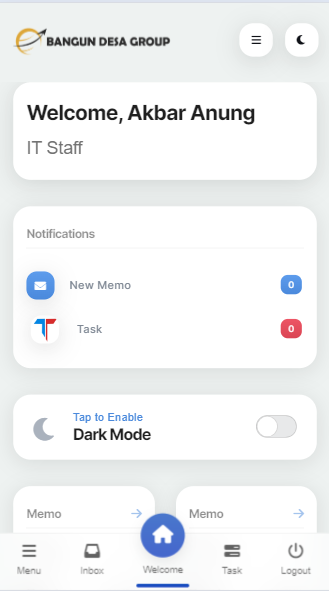 BANGUN DESA GROUP
Welcome, Akbar Anung
IT Staff
Notifications
New Memo 0
Task 0
Tap to Enable
Dark Mode
Memo
Memo
Menu
Inbox
Welcome
Task
Logout